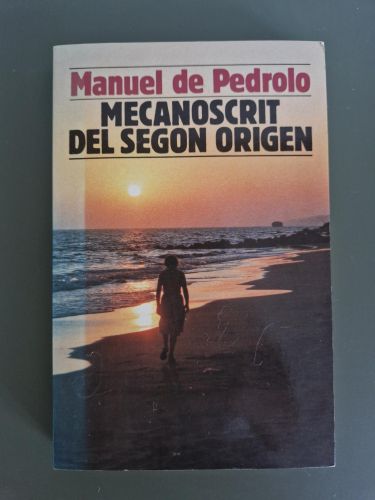 Manuel de Pedrolo
MECANOSCRIT
DEL SEGON ORIGEN